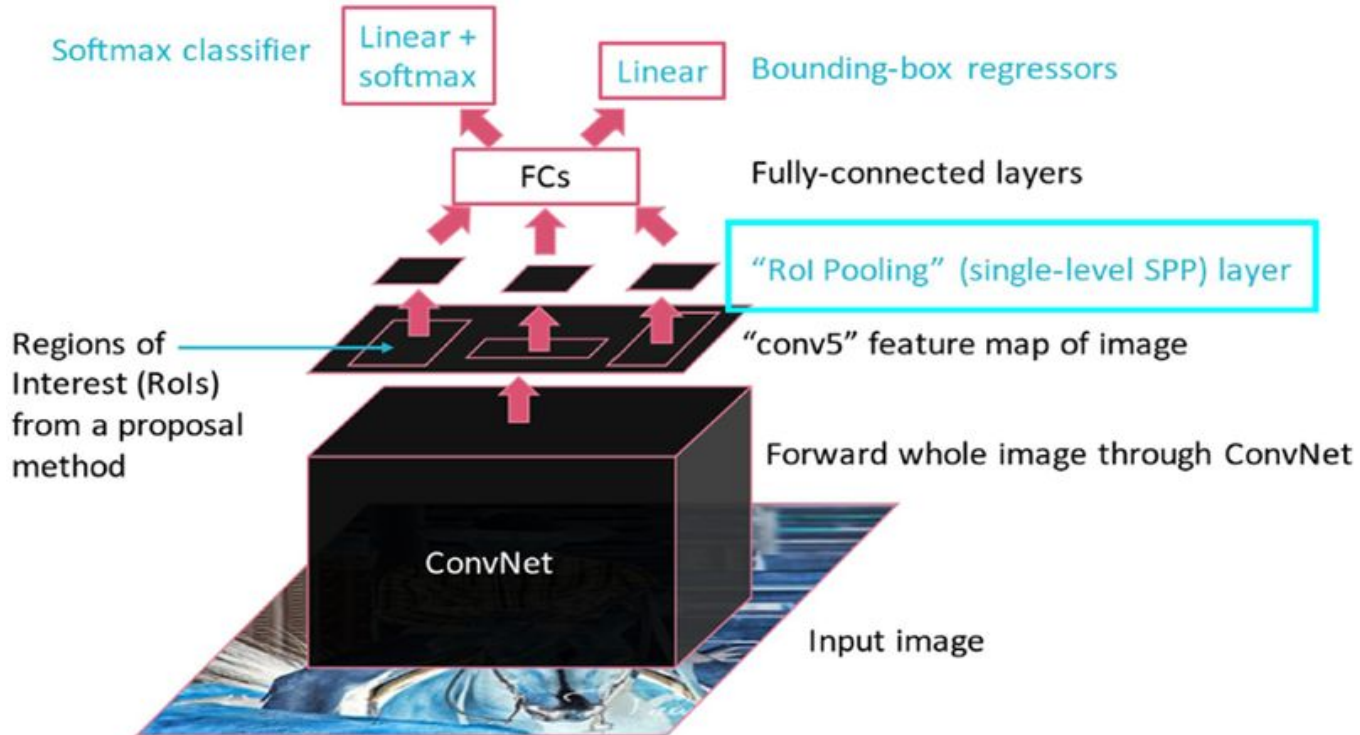 Softmax classifier
Linear +
softmax
Linear
Bounding-box regressors
FCs
Fully-connected layers
“RoI Pooling” (single-level SPP) layer
Regions of
Interest (RoIs)
from a proposal
method
“conv5” feature map of image
Forward whole image through ConvNet
ConvNet
Input image